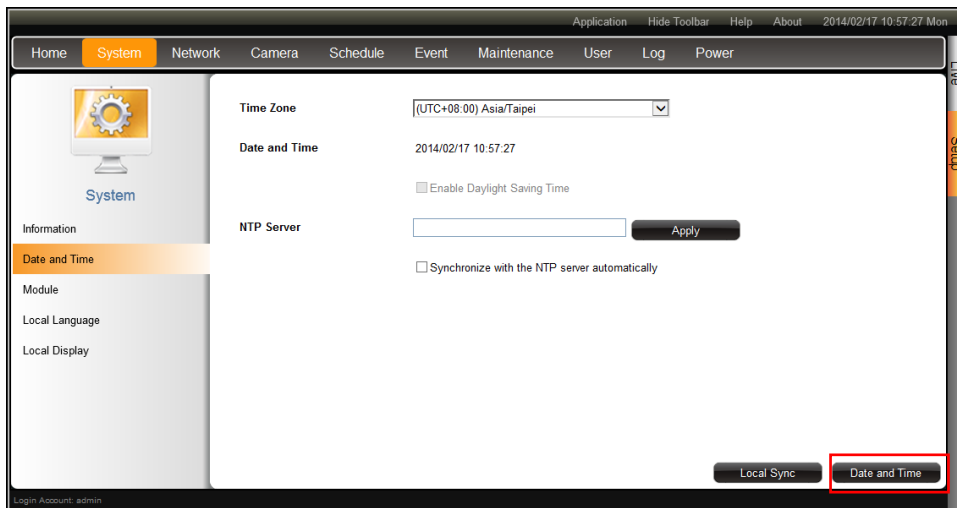 Application Hide Toolbar Help About 2014/02/17 10:57:27 Mon
Home System Network Camera Schedule Event Maintenance User Log Power
Live
Setup
System
Information
Date and Time
Module
Local Language
Local Display
Time Zone (UTC+08:00) Asia/Taipei
Date and Time 2014/02/17 10:57:27
Enable Daylight Saving Time
NTP Server Apply
Synchronize with the NTP server automatically
Local Sync Date and Time
Login Account: admin